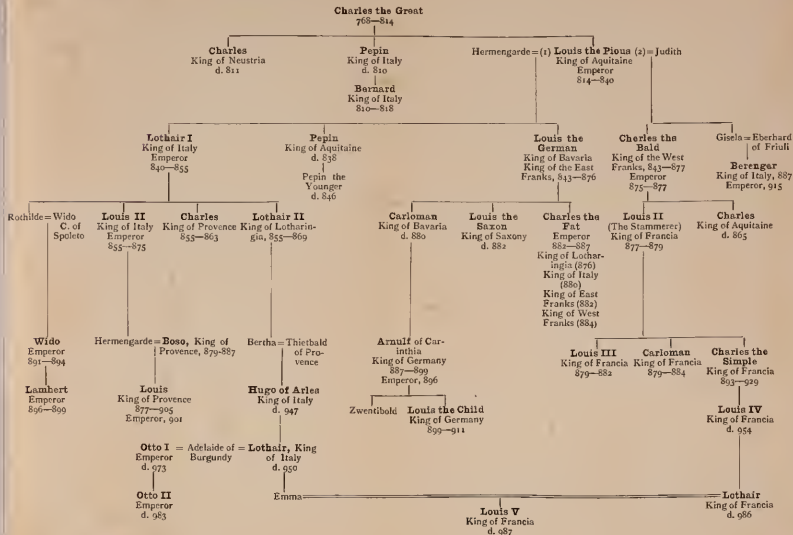 Charles the Great
768—814
Charles
King of Neustria
d. 811
Pepin
King of Italy
d. 810
Bernard
King of Italy
810—818
Hermengarde = (1) Louis the Pious (2) = Judith
King of Aquitaine
Emperor
814—840
Lothair I
King of Italy
Emperor
840—855
Pepin
King of Aquitaine
d. 838
Pepin the
Younger
d. 846
Louis the
German
King of Bavaria
King of the East
Franks, 843—876
Charles ths
Bald
King of the West
Franks, 843—877
Emperor
875—877
Gisela = Eberhard
of Friuli
Berengar
King of Italy, 887
Emperor, 915
Rothilde = Wido
C. of
Spoleto
Louis II
King of Italy
Emperor
855—875
Charles
King of Provence
855—863
Lothair II
King of Lotharin-
gia, 855—869
Carloman
King of Bavaria
d. 880
Louis the
Saxon
King of Saxony
d. 882
Charles the
Fat
Emperor
882—887
King of Lothar-
ingia (876)
King of Italy
(880)
King of East
Franks (882)
King of West
Franks (884)
Louis II
(The Stammerer)
King of Francia
877—879
Charles
King of Aquitaine
d. 865
Wido
Emperor
891—894
Lambert
Emperor
896—899
Hermengarde = Boso, King of
Provence, 879-887
Louis
King of Provence
877—905
Emperor, 901
Bertha = Thietbald
of Pro-
vence
Hugo of Arles
King of Italy
d. 947
Arnulf of Car-
inthia
King of Germany
887—899
Emperor, 896
Zwentibold
Louis the Child
King of Germany
899—911
Louis III
King of Francia
879—882
Carloman
King of Francia
879—884
Charles the
Simple
King of Francia
893—929
Louis IV
King of Francia
d. 954
Otto I = Adelaide of = Lothair, King
Emperor Burgundy of Italy
d. 973 d. 950
Otto II
Emperor
d. 983
Emma
Lothair
King of Francia
d. 986
Louis V
King of Francia
d. 987